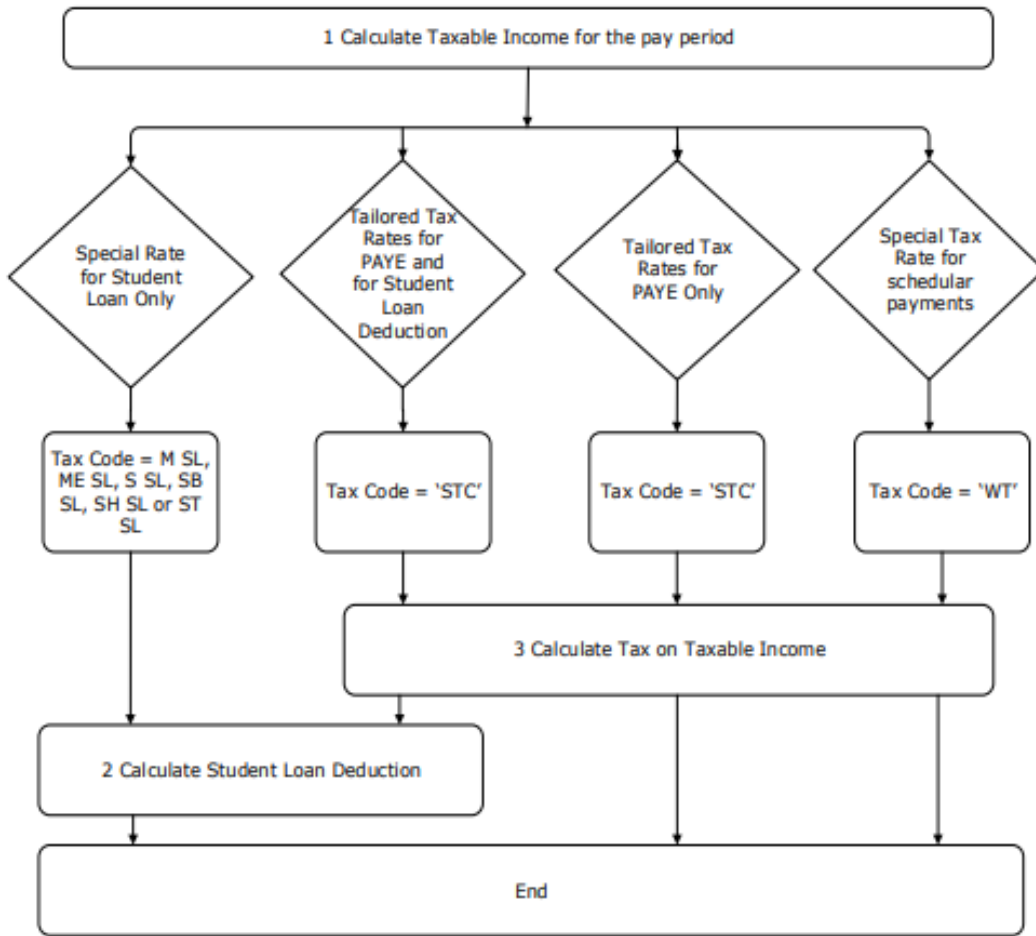 1 Calculate Taxable Income for the pay period
Special Rate
for Student
Loan Only
Tailored Tax
Rates for
PAYE and
for Student
Loan
Deduction
Tailored Tax
Rates for
PAYE Only
Special Tax
Rate for
schedular
payments
Tax Code = M SL,
ME SL, S SL, SB
SL, SH SL or ST
SL
Tax Code = ‘STC’
Tax Code = ‘STC’
Tax Code = ‘WT’
3 Calculate Tax on Taxable Income
2 Calculate Student Loan Deduction
End